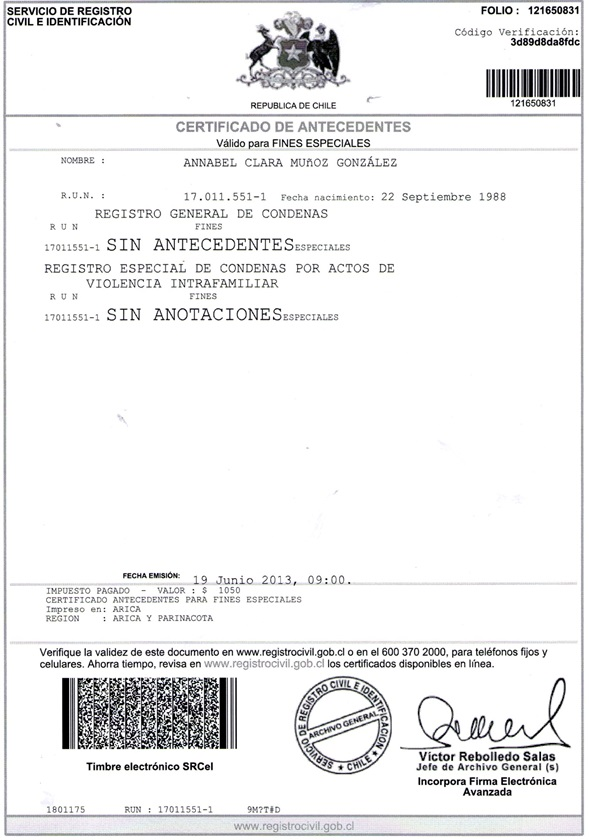 SERVICIO DE REGISTRO
CIVIL E IDENTIFICACIÓN
FOLIO : 121650831
Código Verificación:
3d89d8da8fdc
121650831
REPUBLICA DE CHILE
CERTIFICADO DE ANTECEDENTES
Válido para FINES ESPECIALES
NOMBRE : ANNABEL CLARA MUñOZ GONZÁLEZ
R.U.N. : 17.011.551-1 Fecha nacimiento: 22 Septiembre 1988
REGISTRO GENERAL DE CONDENAS
R U N FINES
17011551-1 SIN ANTECEDENTES ESPECIALES
REGISTRO ESPECIAL DE CONDENAS POR ACTOS DE
VIOLENCIA INTRAFAMILIAR
R U N FINES
17011551-1 SIN ANOTACIONES ESPECIALES
FECHA EMISIÓN: 19 Junio 2013, 09:00.
IMPUESTO PAGADO - VALOR : $ 1050
CERTIFICADO ANTECEDENTES PARA FINES ESPECIALES
Impreso en: ARICA
REGION : ARICA Y PARINACOTA
Verifique la validez de este documento en www.registrocivil.gob.cl o en el 600 370 2000, para teléfonos fijos y
celulares. Ahorra tiempo, revisa en www.registrocivil.gob.cl los certificados disponibles en línea.
Timbre electrónico SRCeI
SERVICIO DE REGISTRO CIVIL E IDENTIFICACIÓN
ARCHIVO GENERAL
★ CHILE ★
Víctor Rebolledo Salas
Jefe de Archivo General (s)
Incorpora Firma Electrónica
Avanzada
1801175 RUN : 17011551-1 9M?T#D
www.registrocivil.gob.cl